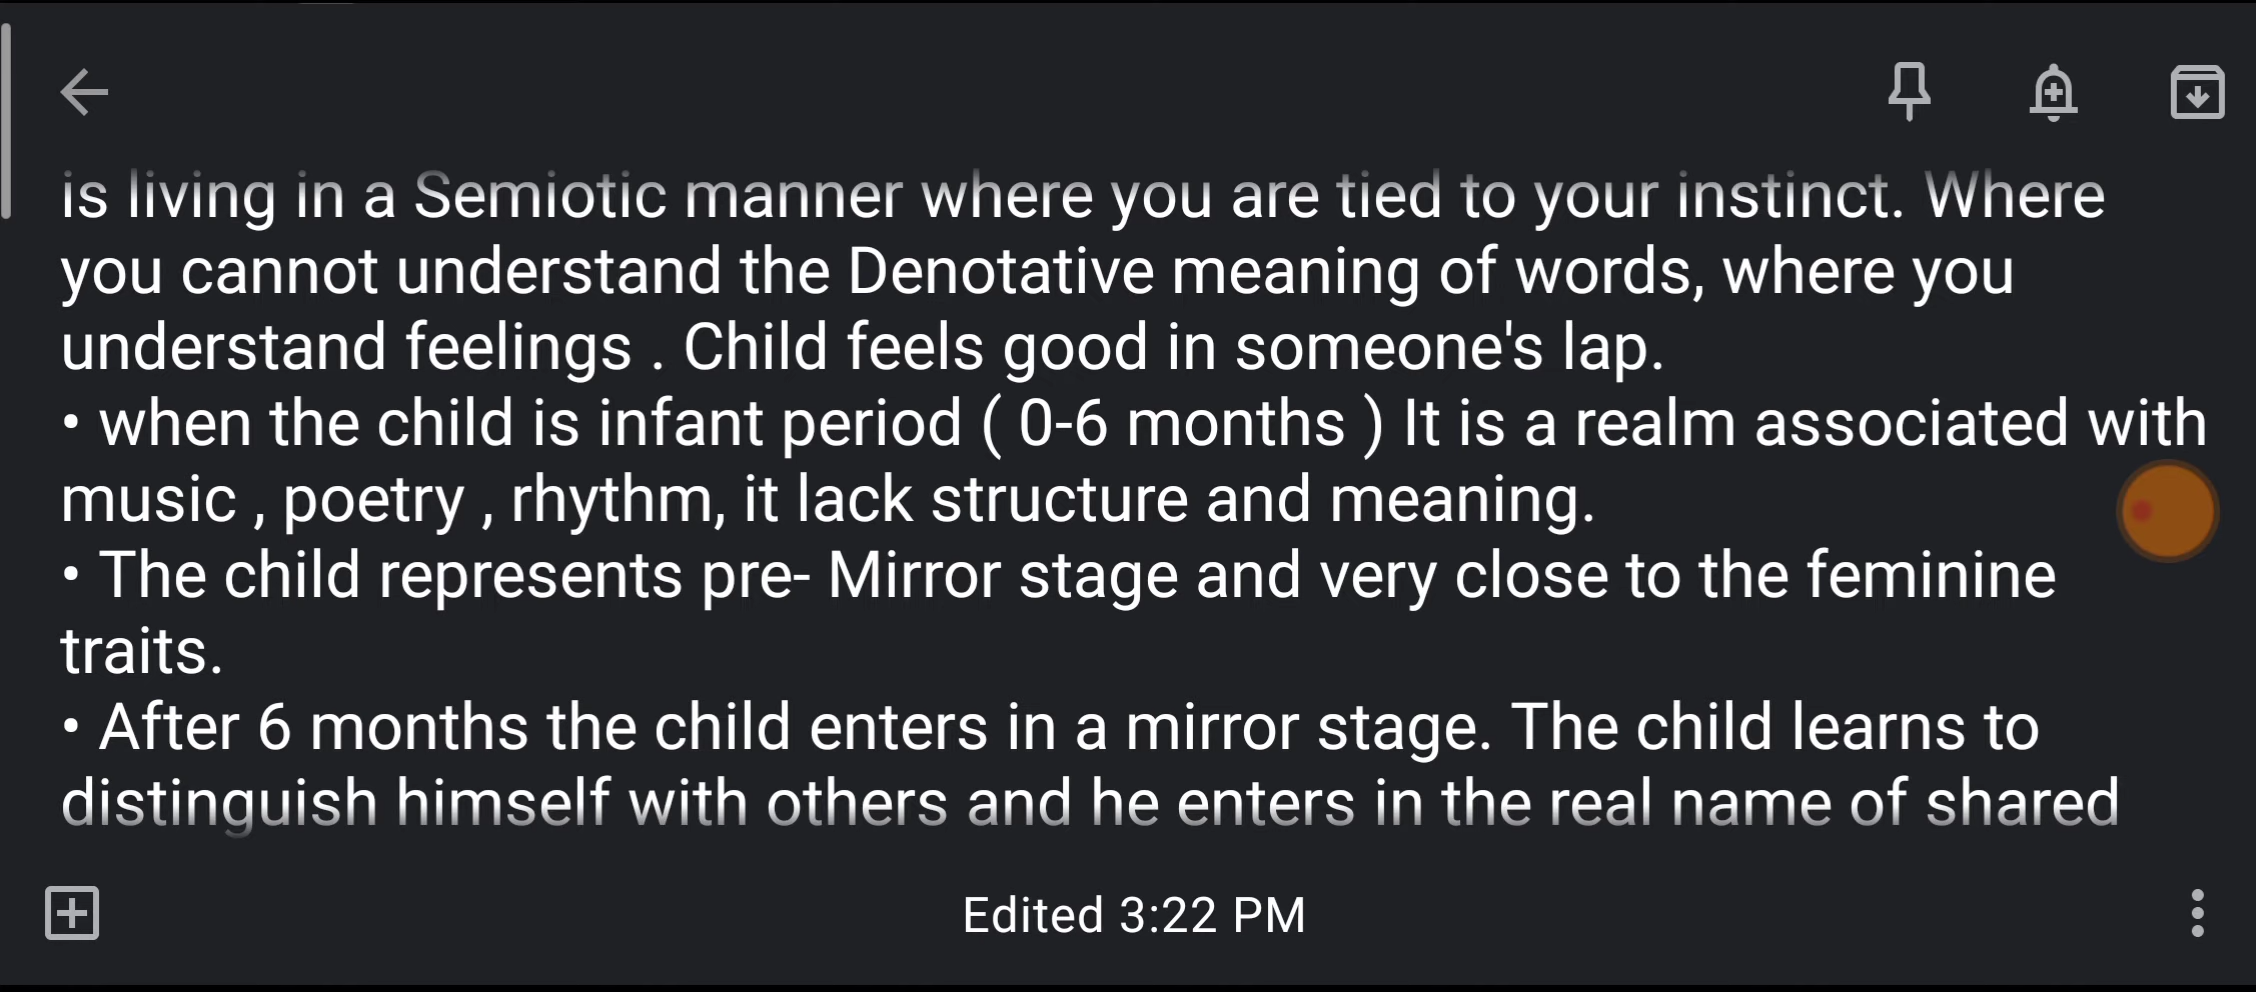 is living in a Semiotic manner where you are tied to your instinct. Where
you cannot understand the Denotative meaning of words, where you
understand feelings . Child feels good in someone's lap.
• when the child is infant period ( 0-6 months ) It is a realm associated with
music , poetry , rhythm, it lack structure and meaning.
• The child represents pre- Mirror stage and very close to the feminine
traits.
• After 6 months the child enters in a mirror stage. The child learns to
distinguish himself with others and he enters in the real name of shared
Edited 3:22 PM